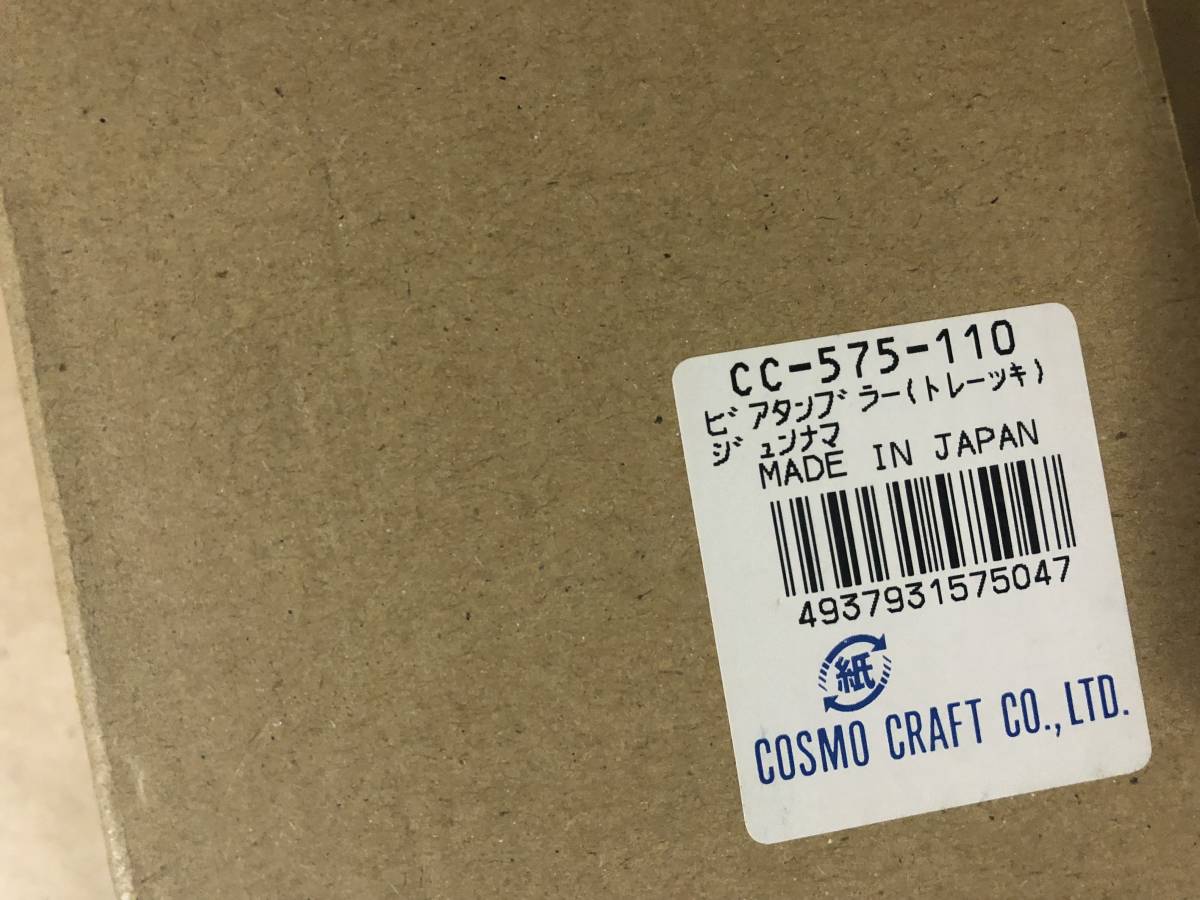 CC-575-110
ビアタンブラー(トレーツキ)
ジュンナマ
MADE IN JAPAN
4937931575047
紙
COSMO CRAFT CO.,LTD.